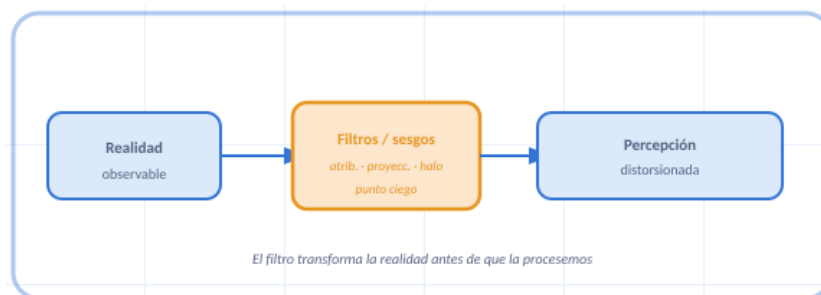 Realidad
observable
Filtros / sesgos
atrib. · proyecc. · halo
punto ciego
Percepción
distorsionada
El filtro transforma la realidad antes de que la procesemos